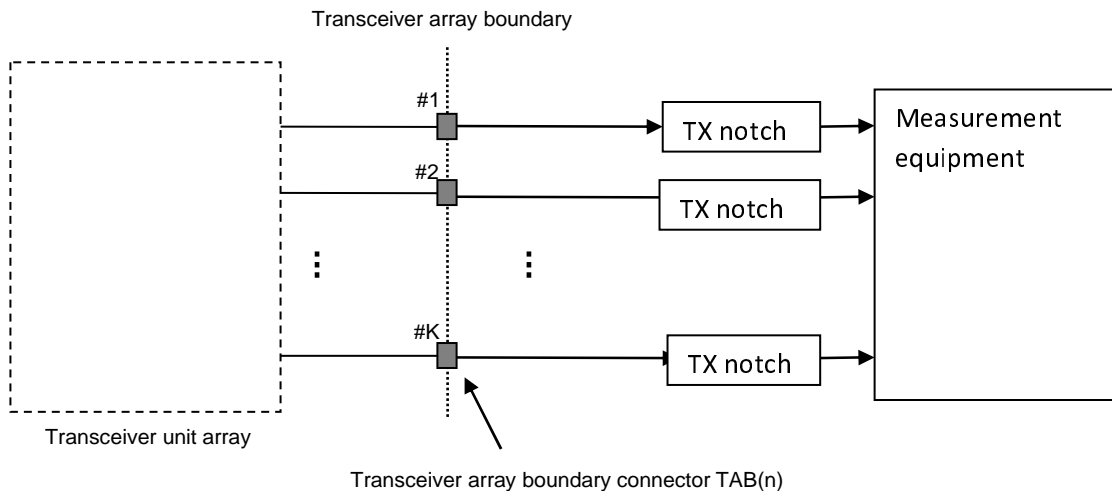 Transceiver array boundary
#1
TX notch
Measurement
equipment
#2
TX notch
#K
TX notch
Transceiver unit array
Transceiver array boundary connector TAB(n)